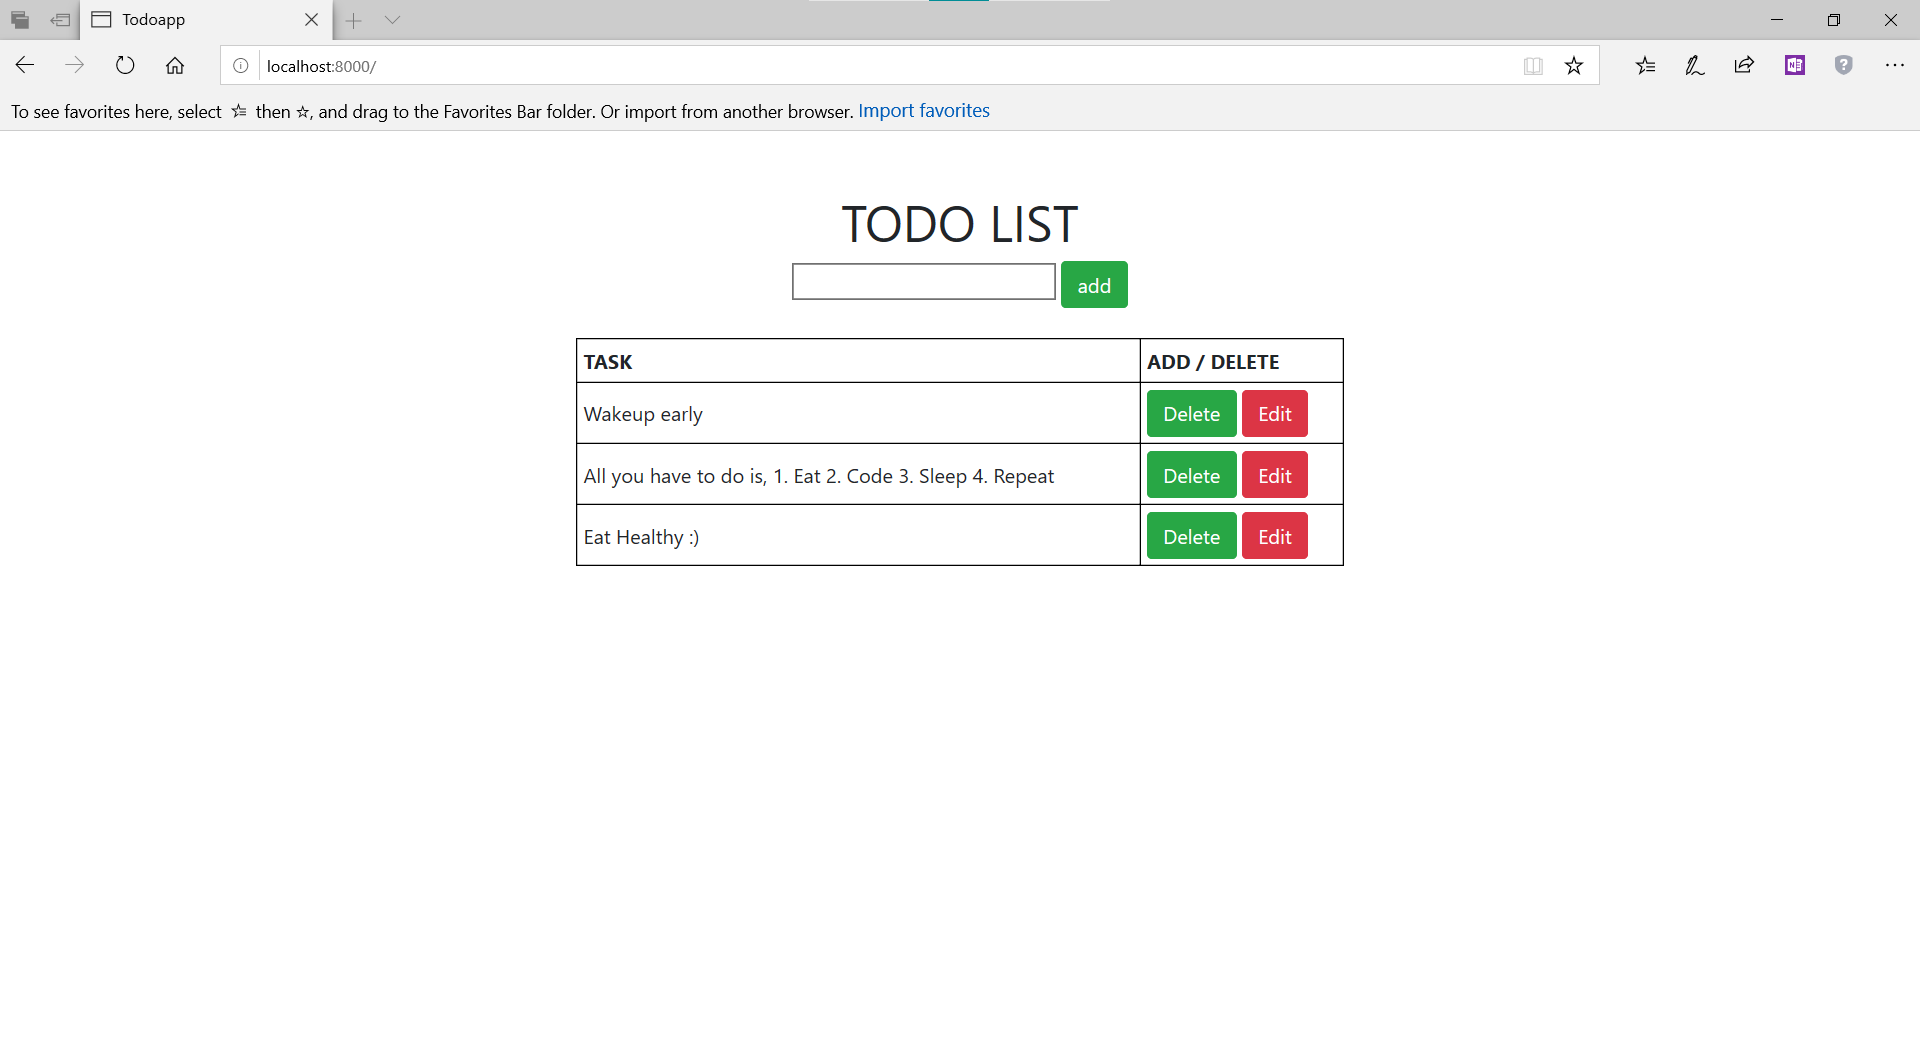 Todoapp
localhost:8000/
To see favorites here, select then , and drag to the Favorites Bar folder. Or import from another browser. Import favorites
TODO LIST
add
TASK ADD / DELETE
Wakeup early Delete Edit
All you have to do is, 1. Eat 2. Code 3. Sleep 4. Repeat Delete Edit
Eat Healthy :) Delete Edit